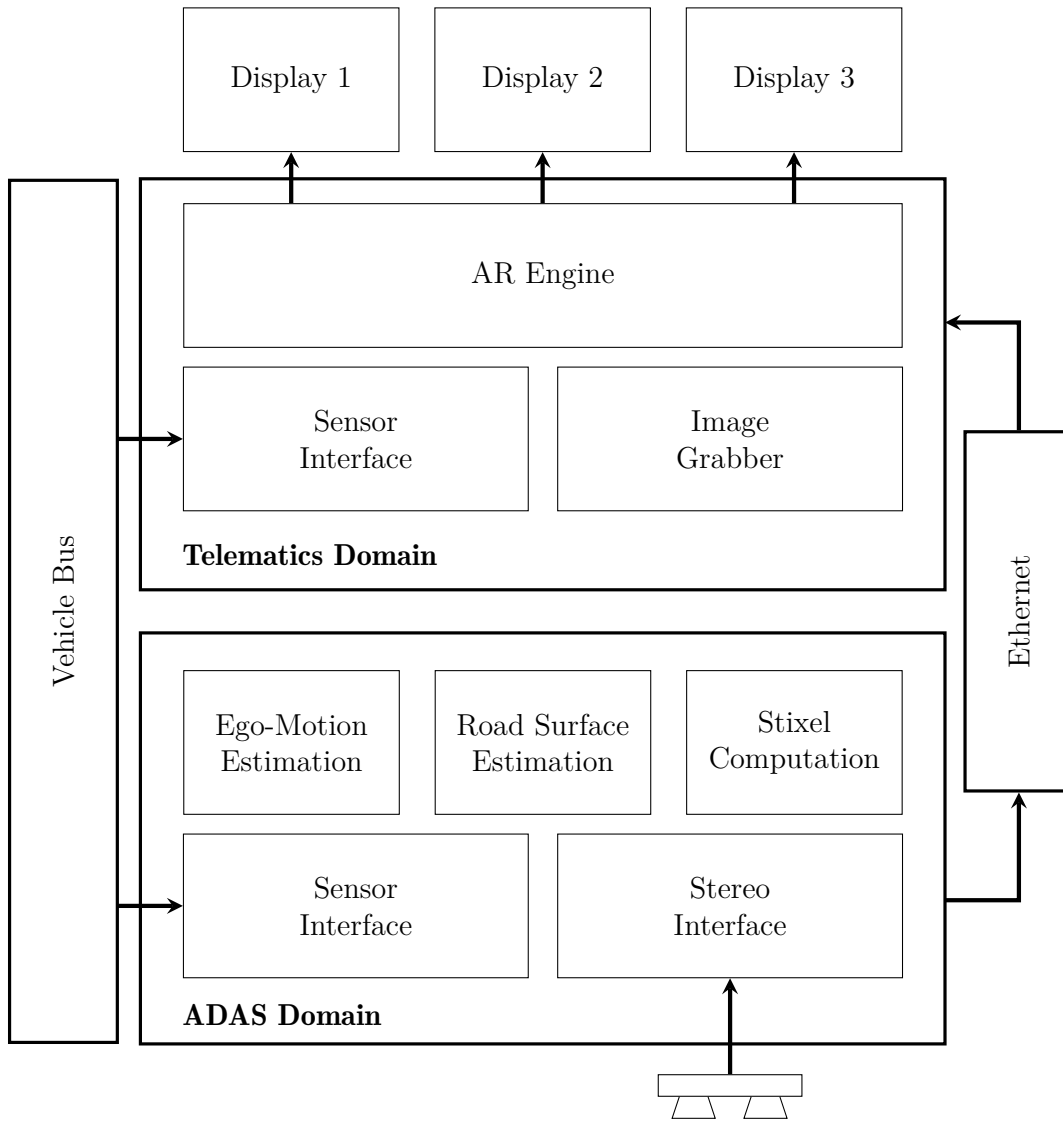 Display 1
Display 2
Display 3
AR Engine
Sensor
Interface
Image
Grabber
Telematics Domain
Vehicle Bus
Ethernet
Ego-Motion
Estimation
Road Surface
Estimation
Stixel
Computation
Sensor
Interface
Stereo
Interface
ADAS Domain